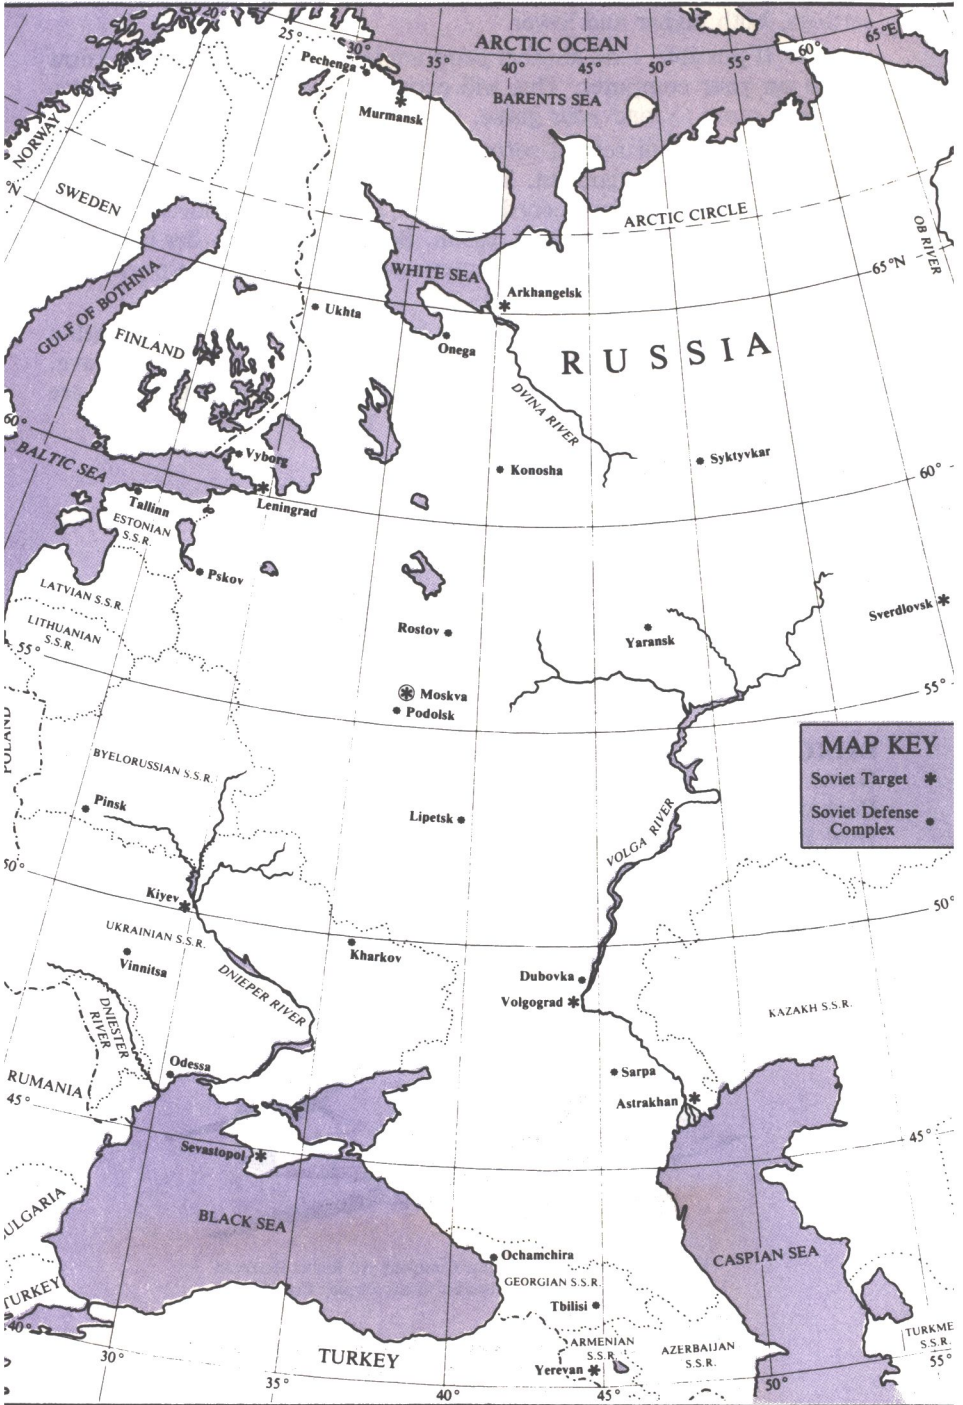 20°
25°
30°
35°
40°
45°
50°
55°
60°
65°E
ARCTIC OCEAN
BARENTS SEA
Pechenga
Murmansk
NORWAY
°N
SWEDEN
ARCTIC CIRCLE
OB RIVER
65°N
WHITE SEA
GULF OF BOTHNIA
Arkhangelsk
Ukhta
FINLAND
Onega
RUSSIA
DVINA RIVER
60°
BALTIC SEA
Vyborg
Konosha
Syktyvkar
60°
Tallinn
Leningrad
ESTONIAN
S.S.R.
Pskov
LATVIAN S.S.R.
LITHUANIAN
S.S.R.
Rostov
Yaransk
Sverdlovsk
55°
Moskva
Podolsk
55°
POLAND
MAP KEY
Soviet Target
Soviet Defense
Complex
BYELORUSSIAN S.S.R.
Pinsk
Lipetsk
VOLGA RIVER
50°
Kiyev
50°
UKRAINIAN S.S.R.
Vinnitsa
Kharkov
DNIEPER RIVER
Dubovka
Volgograd
KAZAKH S.S.R.
DNIESTER
RIVER
Odessa
Sarpa
Astrakhan
RUMANIA
45°
45°
Sevastopol
ULGARIA
BLACK SEA
CASPIAN SEA
Ochamchira
GEORGIAN S.S.R.
TURKEY
Tbilisi
40°
TURKEY
ARMENIAN
S.S.R.
AZERBAIJAN
S.S.R.
TURKME
S.S.R.
Yerevan
30°
35°
40°
45°
50°
55°